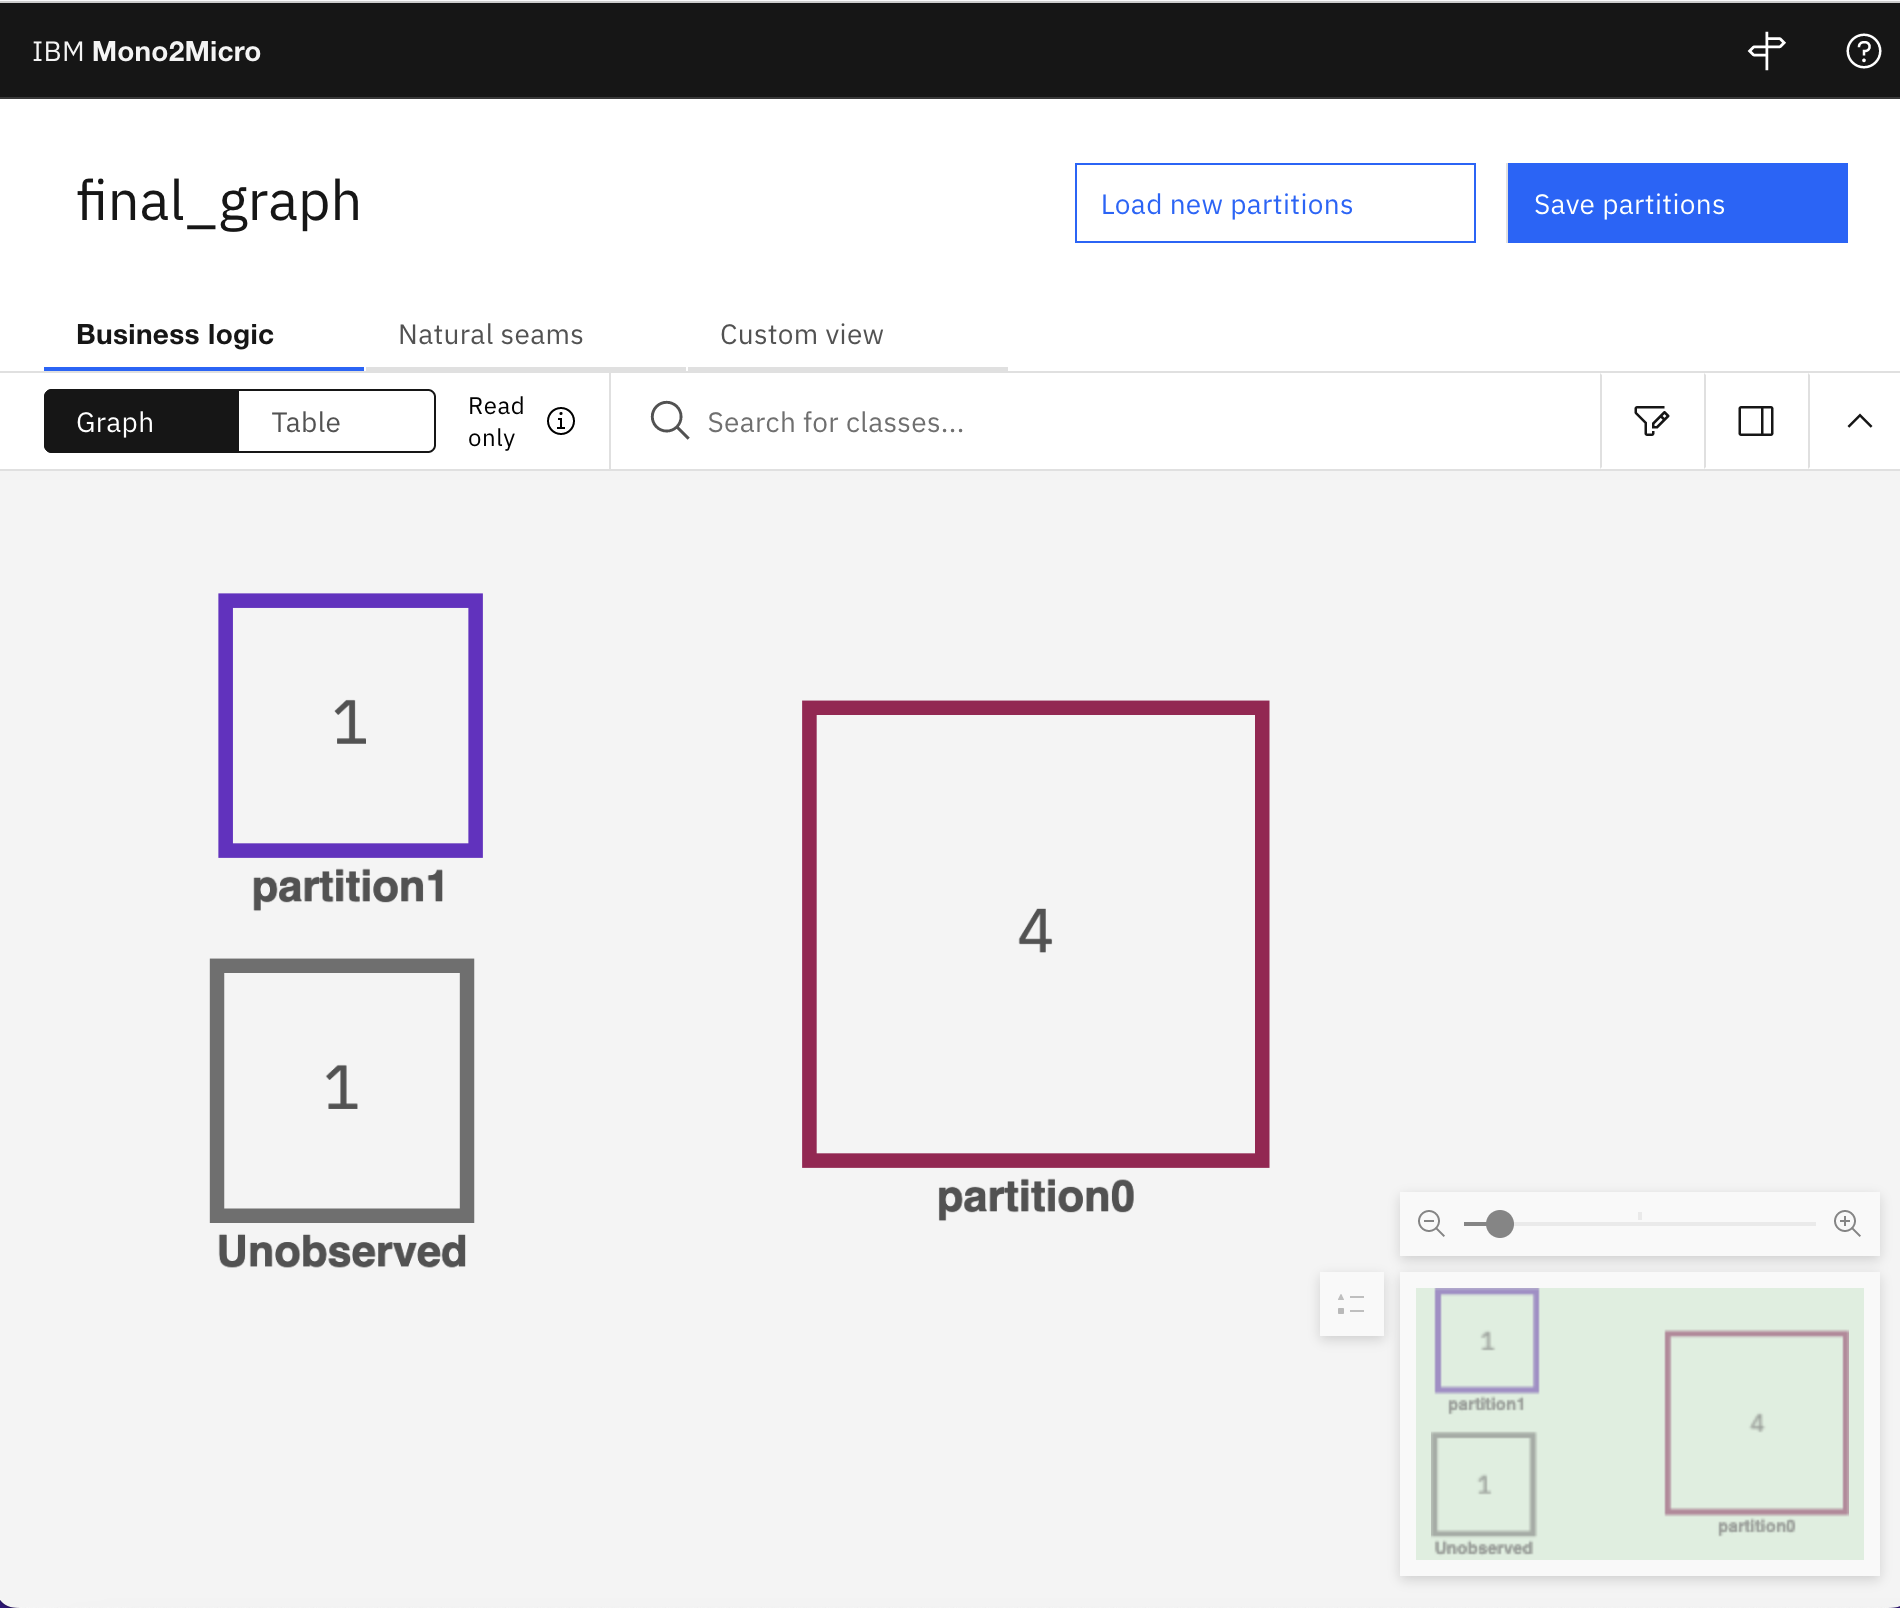 IBM Mono2Micro
final_graph
Load new partitions
Save partitions
Business logic
Natural seams
Custom view
Graph
Table
Read
only
Search for classes...
1
partition1
4
partition0
1
Unobserved
1
partition1
4
partition0
1
Unobserved